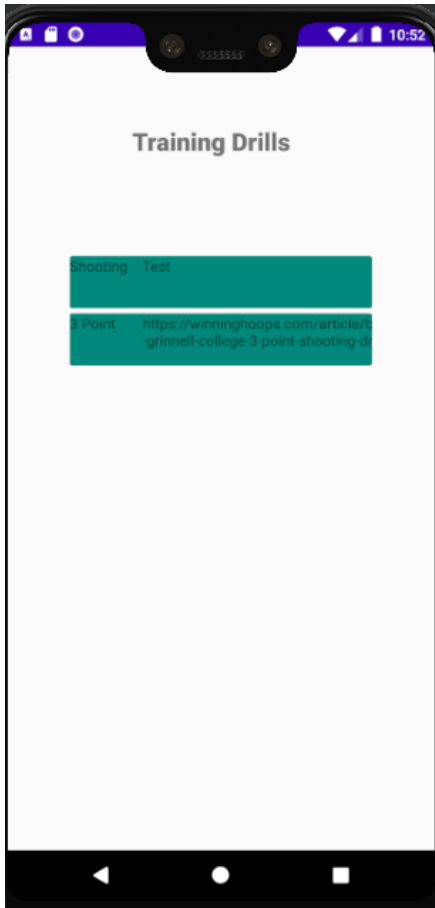 10:52
Training Drills
Shooting Test
3 Point https://winninghoops.com/article/b
-grinnell-college-3-point-shooting-dr